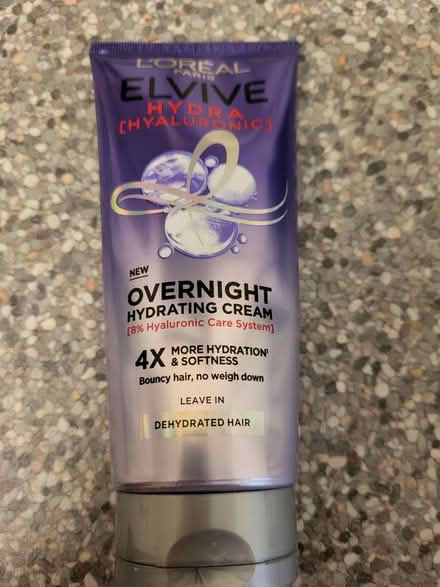 L'ORÉAL
PARIS
ELVIVE
HYDRA
[HYALURONIC]
NEW
OVERNIGHT
HYDRATING CREAM
[8% Hyaluronic Care System]
4X MORE HYDRATION¹
& SOFTNESS
Bouncy hair, no weigh down
LEAVE IN
DEHYDRATED HAIR